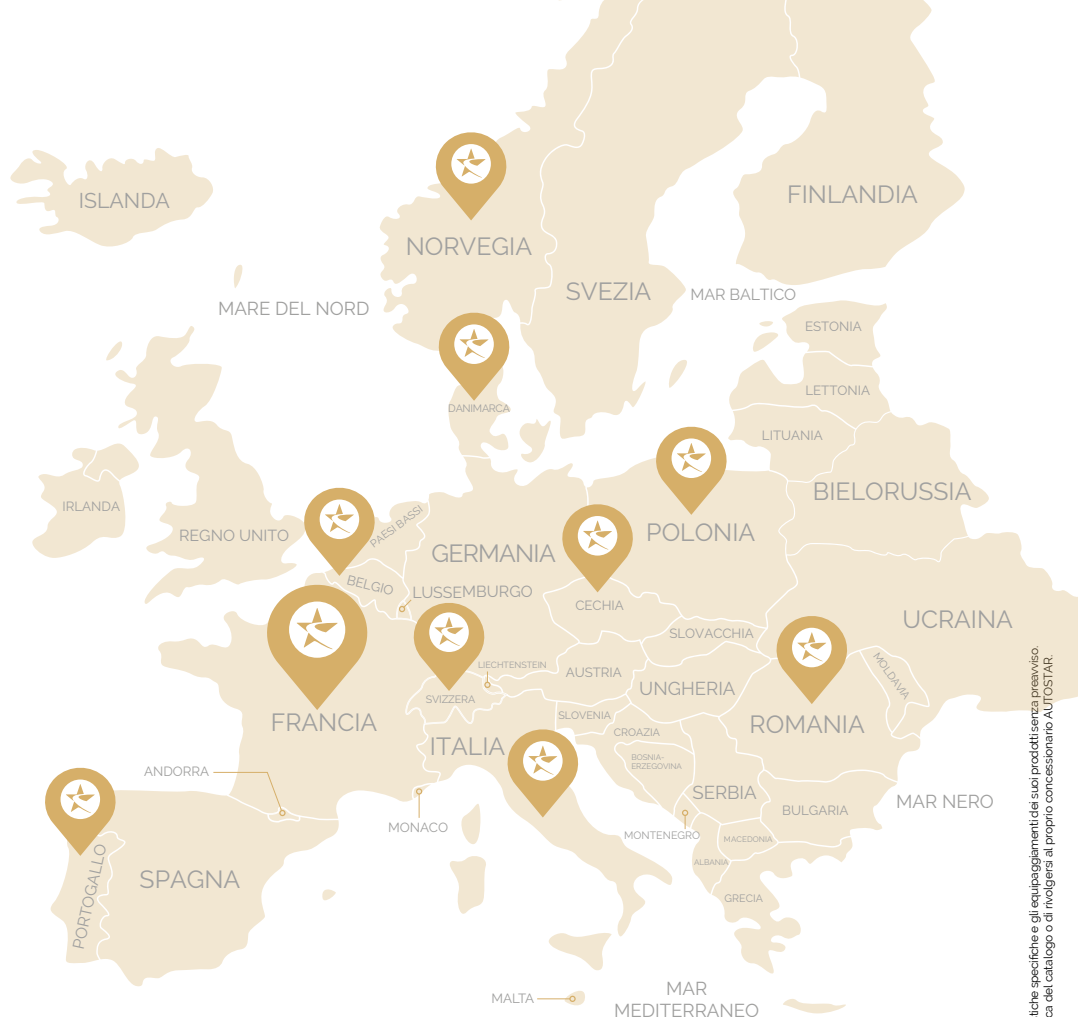 ISLANDA
FINLANDIA
NORVEGIA
SVEZIA
MAR BALTICO
MARE DEL NORD
ESTONIA
LETTONIA
DANIMARCA
LITUANIA
BIELORUSSIA
IRLANDA
REGNO UNITO
PAESI BASSI
POLONIA
GERMANIA
BELGIO
LUSSEMBURGO
CECHIA
UCRAINA
SLOVACCHIA
LIECHTENSTEIN
AUSTRIA
MOLDAVIA
UNGHERIA
SVIZZERA
SLOVENIA
FRANCIA
ROMANIA
CROAZIA
ITALIA
BOSNIA-
ERZEGOVINA
ANDORRA
SERBIA
MAR NERO
BULGARIA
MONACO
MONTENEGRO
MACEDONIA
ALBANIA
SPAGNA
PORTOGALLO
GRECIA
MALTA
MAR
MEDITERRANEO
tiche specifiche e gli equipaggiamenti dei suoi prodotti senza preavviso.
ca del catalogo o di rivolgersi al proprio concessionario AUTOSTAR.